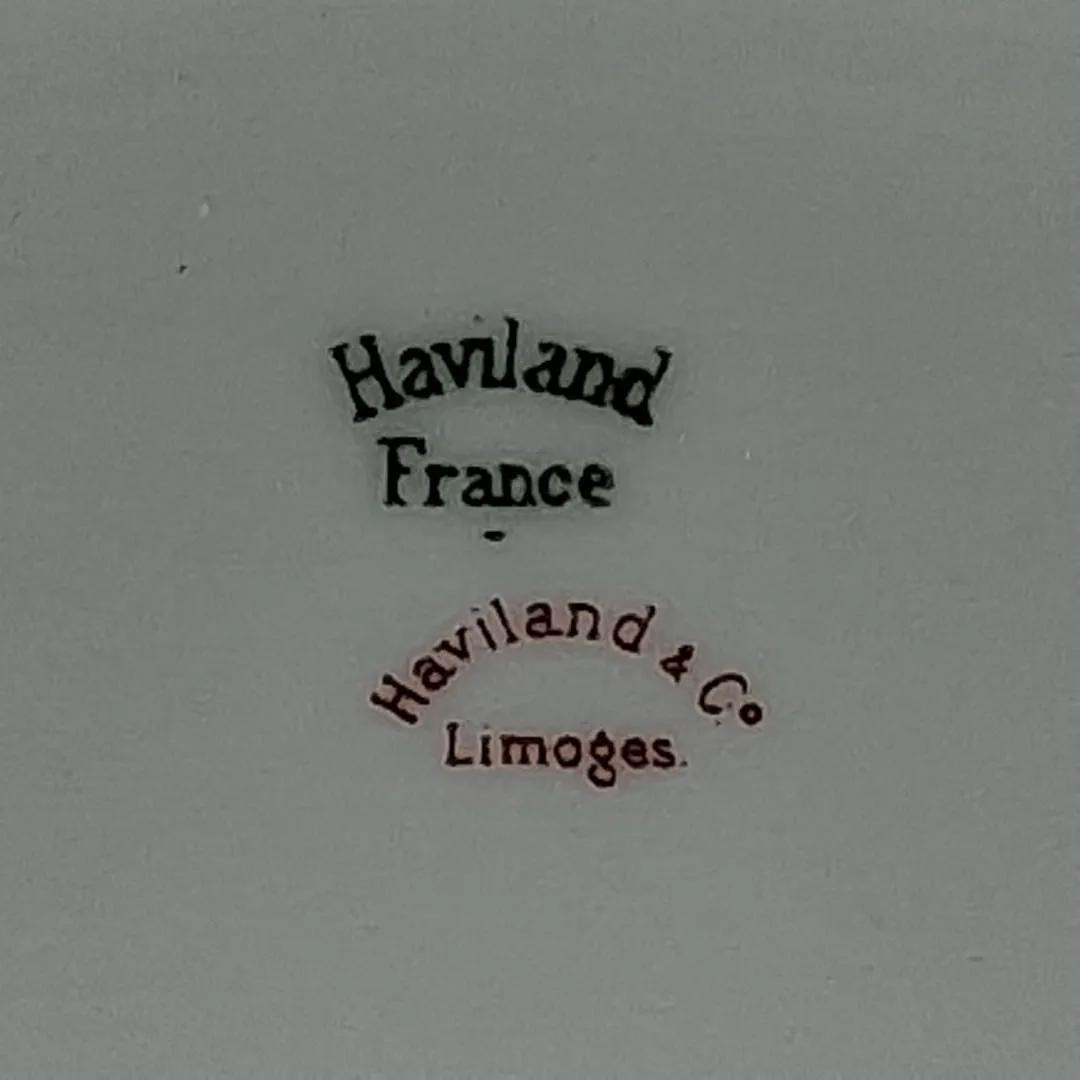 Haviland
France
Haviland & Co
Limoges.